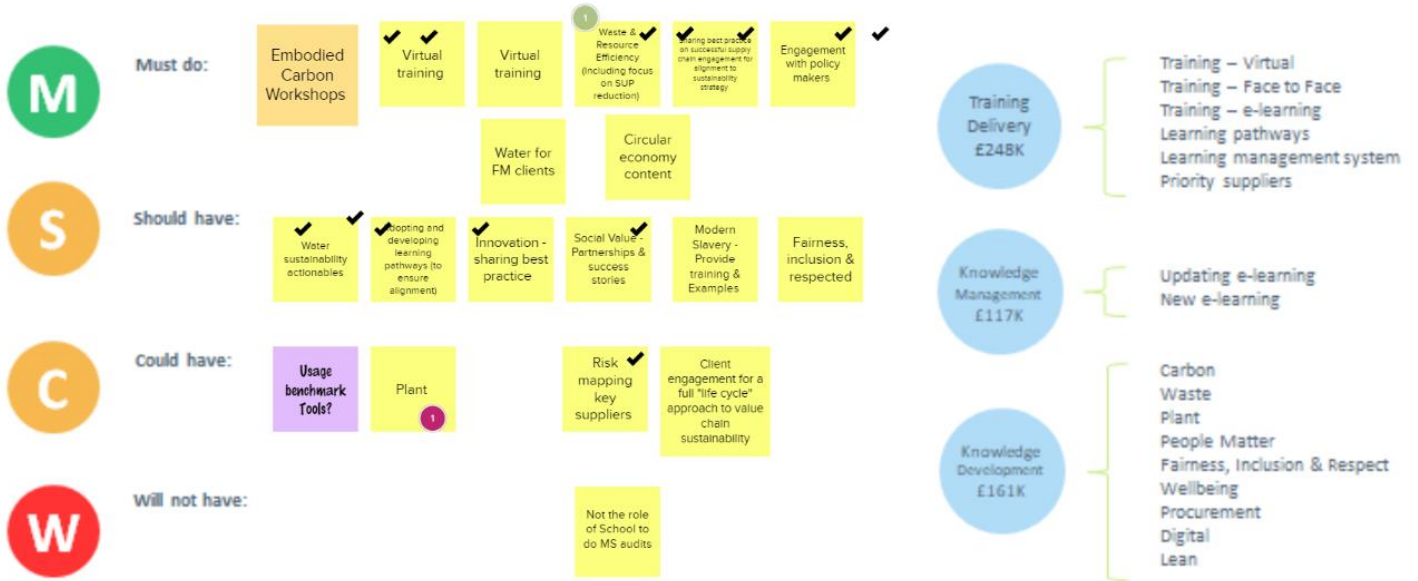 M
Must do:
Embodied
Carbon
Workshops
Virtual
training
Virtual
training
1
Waste &
Resource
Efficiency
(Including focus
on SUP
reduction)
Sharing best practice
on successful supply
chain engagement for
alignment to
sustainability
strategy
Engagement
with policy
makers
Water for
FM clients
Circular
economy
content
S
Should have:
Water
sustainability
actionables
Adopting and
developing
learning
pathways (to
ensure
alignment)
Innovation -
sharing best
practice
Social Value -
Partnerships &
success
stories
Modern
Slavery -
Provide
training &
Examples
Fairness,
inclusion &
respected
C
Could have:
Usage
benchmark
Tools?
Plant
1
Risk
mapping
key
suppliers
Client
engagement for a
full "life cycle"
approach to value
chain
sustainability
W
Will not have:
Not the role
of School to
do MS audits
Training
Delivery
£248K
Training – Virtual
Training – Face to Face
Training – e-learning
Learning pathways
Learning management system
Priority suppliers
Knowledge
Management
£117K
Updating e-learning
New e-learning
Knowledge
Development
£161K
Carbon
Waste
Plant
People Matter
Fairness, Inclusion & Respect
Wellbeing
Procurement
Digital
Lean